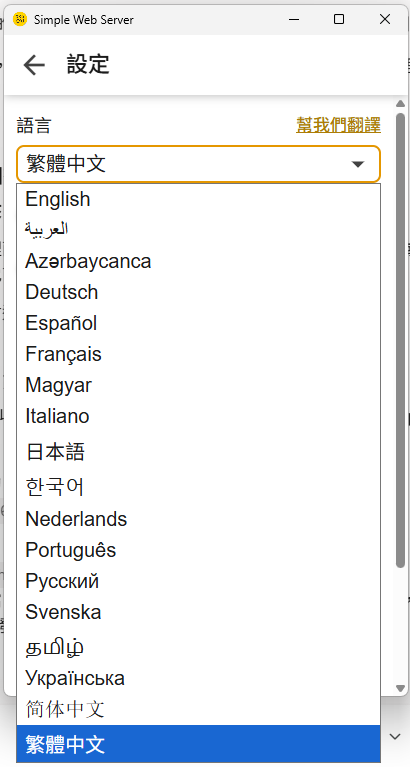 Simple Web Server
設定
語言 幫我們翻譯
繁體中文
English
العربية
Azərbaycanca
Deutsch
Español
Français
Magyar
Italiano
日本語
한국어
Nederlands
Português
Русский
Svenska
தமிழ்
Українська
简体中文
繁體中文